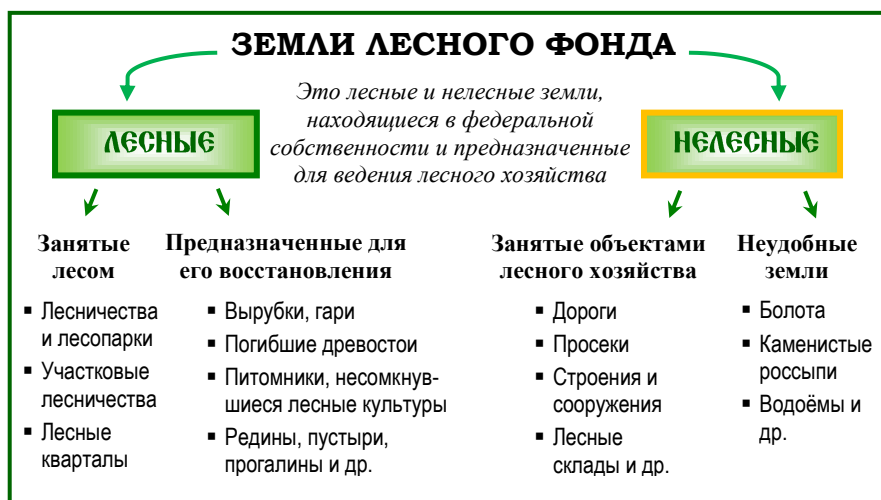 ЗЕМЛИ ЛЕСНОГО ФОНДА
Это лесные и нелесные земли,
находящиеся в федеральной
собственности и предназначенные
для ведения лесного хозяйства
ЛЕСНЫЕ
НЕЛЕСНЫЕ
Занятые
лесом
▪ Лесничества
и лесопарки
▪ Участковые
лесничества
▪ Лесные
кварталы
Предназначенные для
его восстановления
▪ Вырубки, гари
▪ Погибшие древостои
▪ Питомники, несомкнув-
шиеся лесные культуры
▪ Редины, пустыри,
прогалины и др.
Занятые объектами
лесного хозяйства
▪ Дороги
▪ Просеки
▪ Строения и
сооружения
▪ Лесные
склады и др.
Неудобные
земли
▪ Болота
▪ Каменистые
россыпи
▪ Водоёмы и
др.